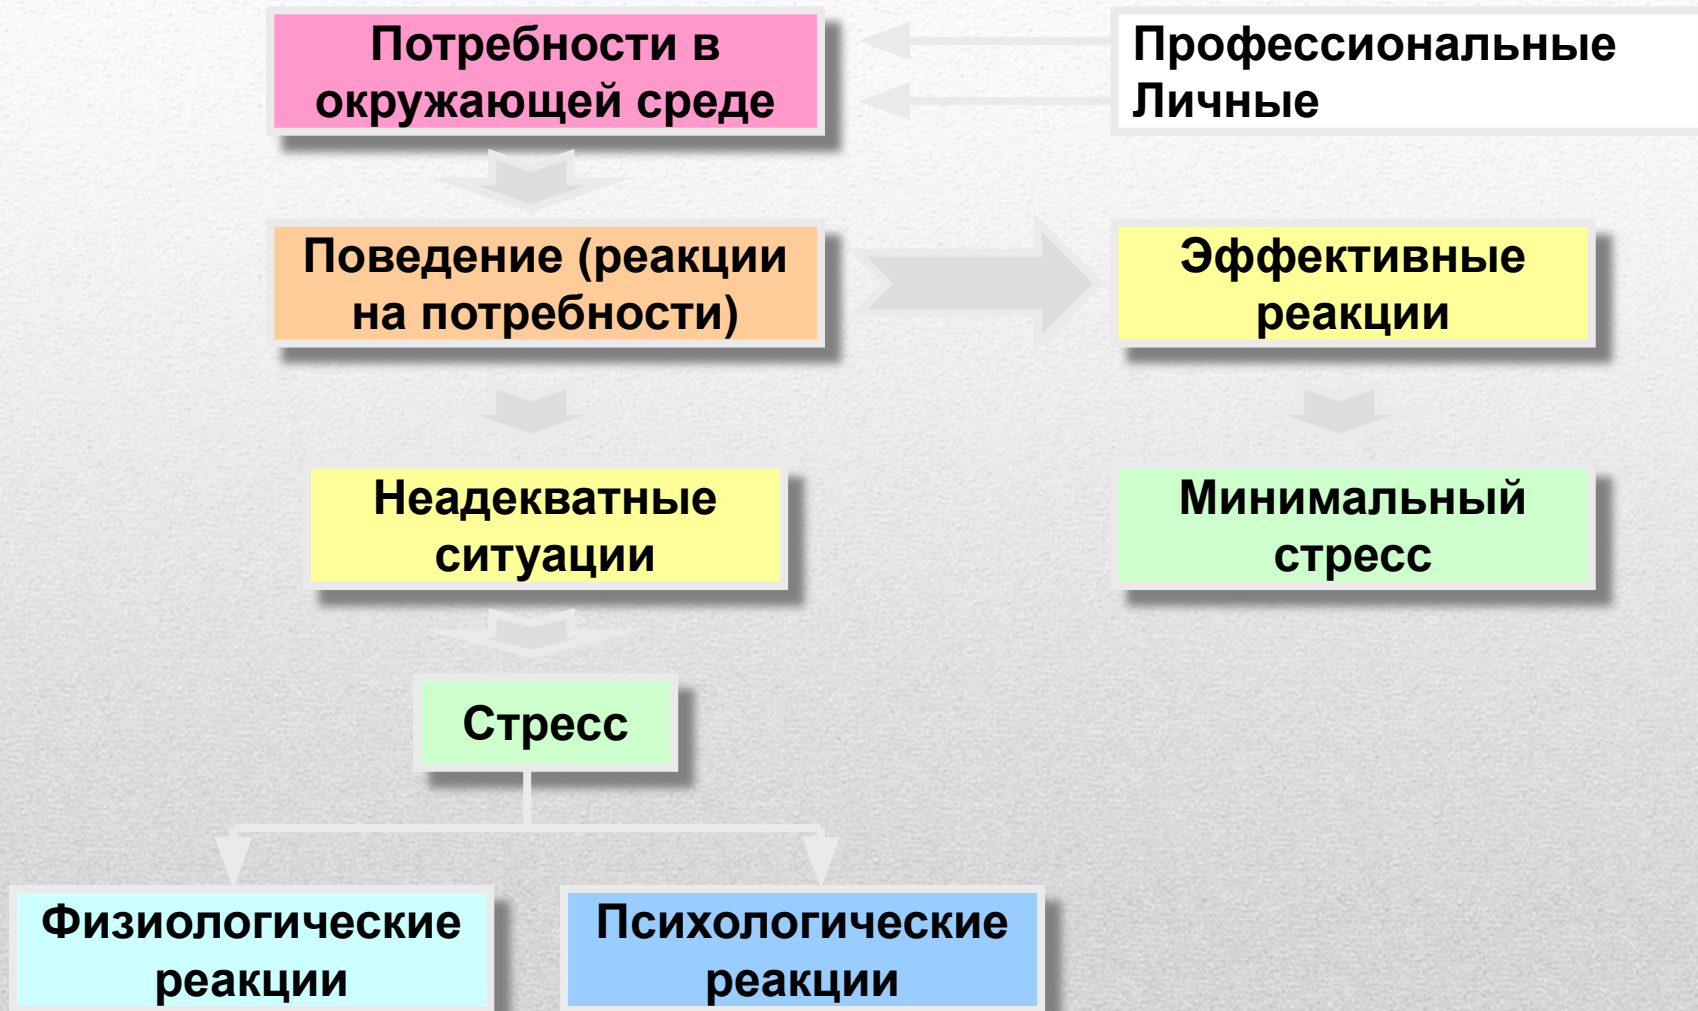 Потребности в
окружающей среде
Профессиональные
Личные
Поведение (реакции
на потребности)
Эффективные
реакции
Неадекватные
ситуации
Минимальный
стресс
Стресс
Физиологические
реакции
Психологические
реакции